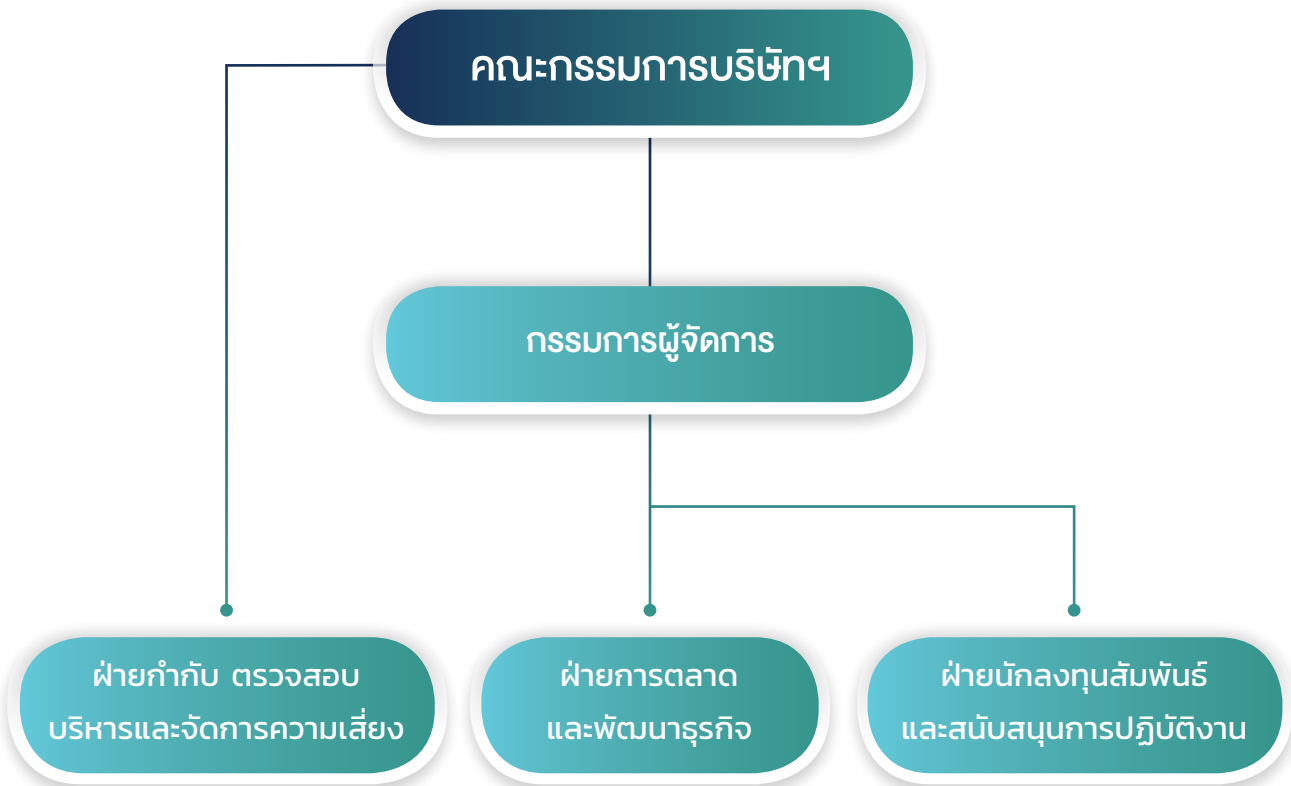 คณะกรรมการบริษัทฯ
กรรมการผู้จัดการ
ฝ่ายกำกับ ตรวจสอบ
บริหารและจัดการความเสี่ยง
ฝ่ายการตลาด
และพัฒนาธุรกิจ
ฝ่ายนักลงทุนสัมพันธ์
และสนับสนุนการปฏิบัติงาน